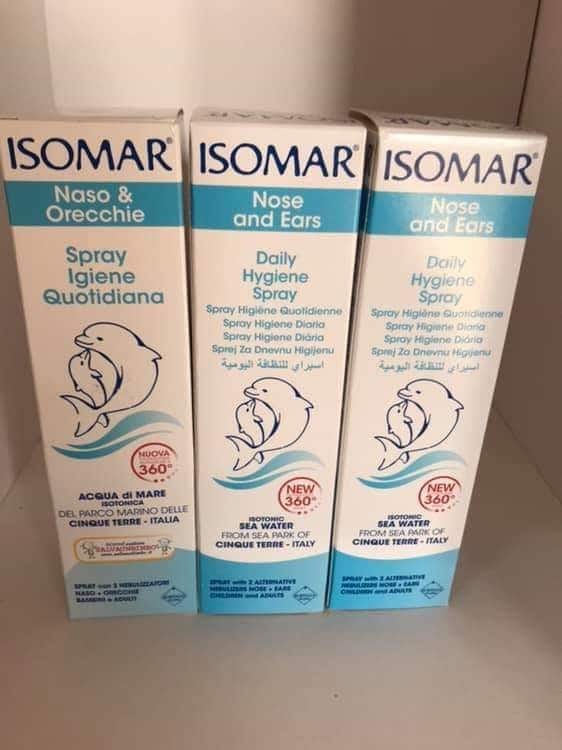 ISOMAR®
Naso &
Orecchie
Spray
Igiene
Quotidiana
NUOVA
360°
ACQUA di MARE
ISOTONICA
DEL PARCO MARINO DELLE
CINQUE TERRE - ITALIA
SALVAUNBIMBO
SPRAY con 2 NEBULIZZATORI
NASO + ORECCHIE
BAMBINI e ADULTI
ISOMAR®
Nose
and Ears
Daily
Hygiene
Spray
Spray Higiène Quotidienne
Spray Higiene Diaria
Spray Higiene Diária
Sprej Za Dnevnu Higijenu
اسبراي للنظافة اليومية
NEW
360°
ISOTONIC
SEA WATER
FROM SEA PARK OF
CINQUE TERRE - ITALY
SPRAY with 2 ALTERNATIVE
NEBULIZERS NOSE + EARS
CHILDREN and ADULTS
ISOMAR®
Nose
and Ears
Daily
Hygiene
Spray
Spray Higiène Quotidienne
Spray Higiene Diaria
Spray Higiene Diária
Sprej Za Dnevnu Higijenu
اسبراي للنظافة اليومية
NEW
360°
ISOTONIC
SEA WATER
FROM SEA PARK OF
CINQUE TERRE - ITALY
SPRAY with 2 ALTERNATIVE
NEBULIZERS NOSE + EARS
CHILDREN and ADULTS